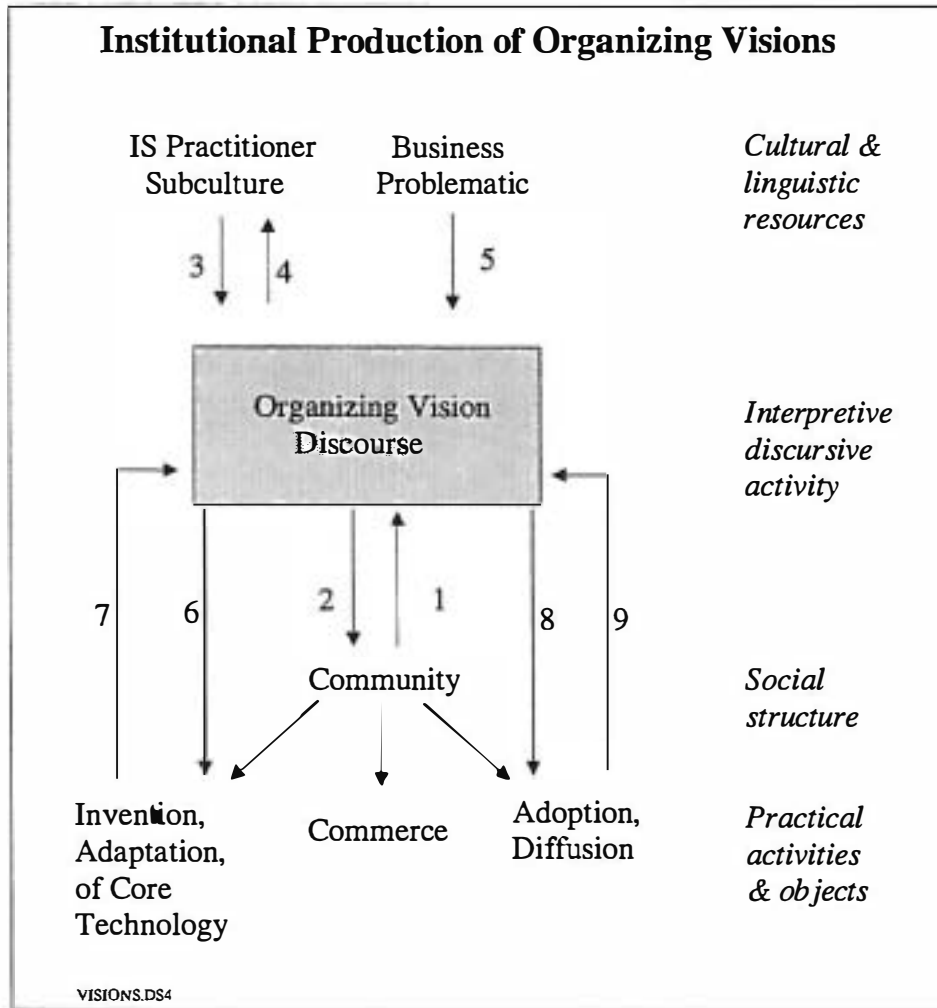 Institutional Production of Organizing Visions
IS Practitioner
Subculture
Business
Problematic
Cultural &
linguistic
resources
3
4
5
Organizing Vision
Discourse
Interpretive
discursive
activity
7
6
2
1
8
9
Community
Social
structure
Invention,
Adaptation,
of Core
Technology
Commerce
Adoption,
Diffusion
Practical
activities
& objects
VISIONS.DS4